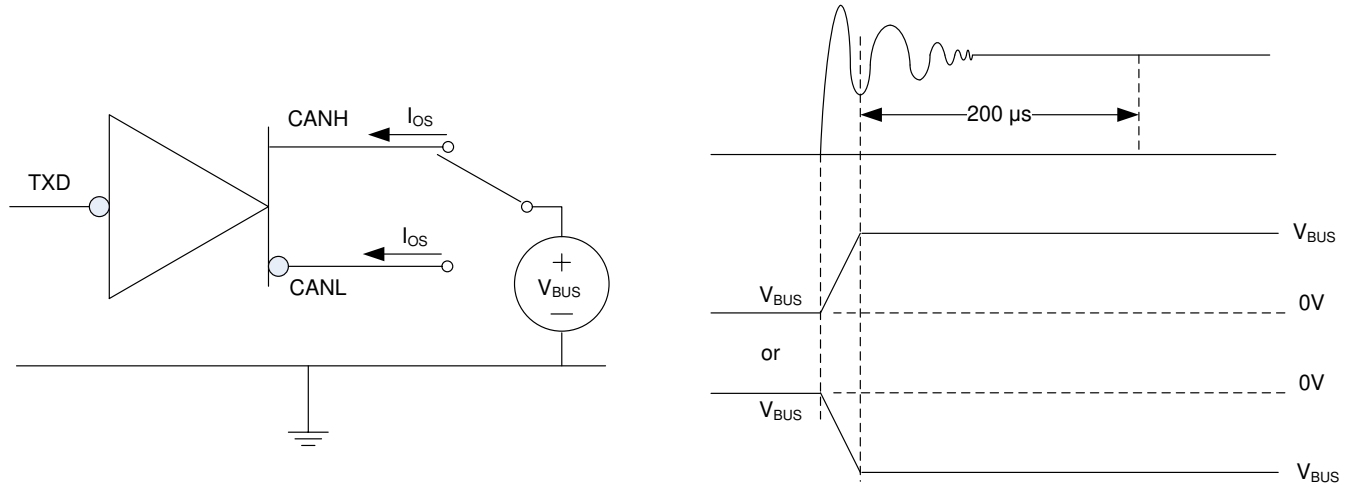 CANH
I_OS
TXD
I_OS
CANL
+
V_BUS
—
200 µs
V_BUS
V_BUS
0V
or
0V
V_BUS
V_BUS